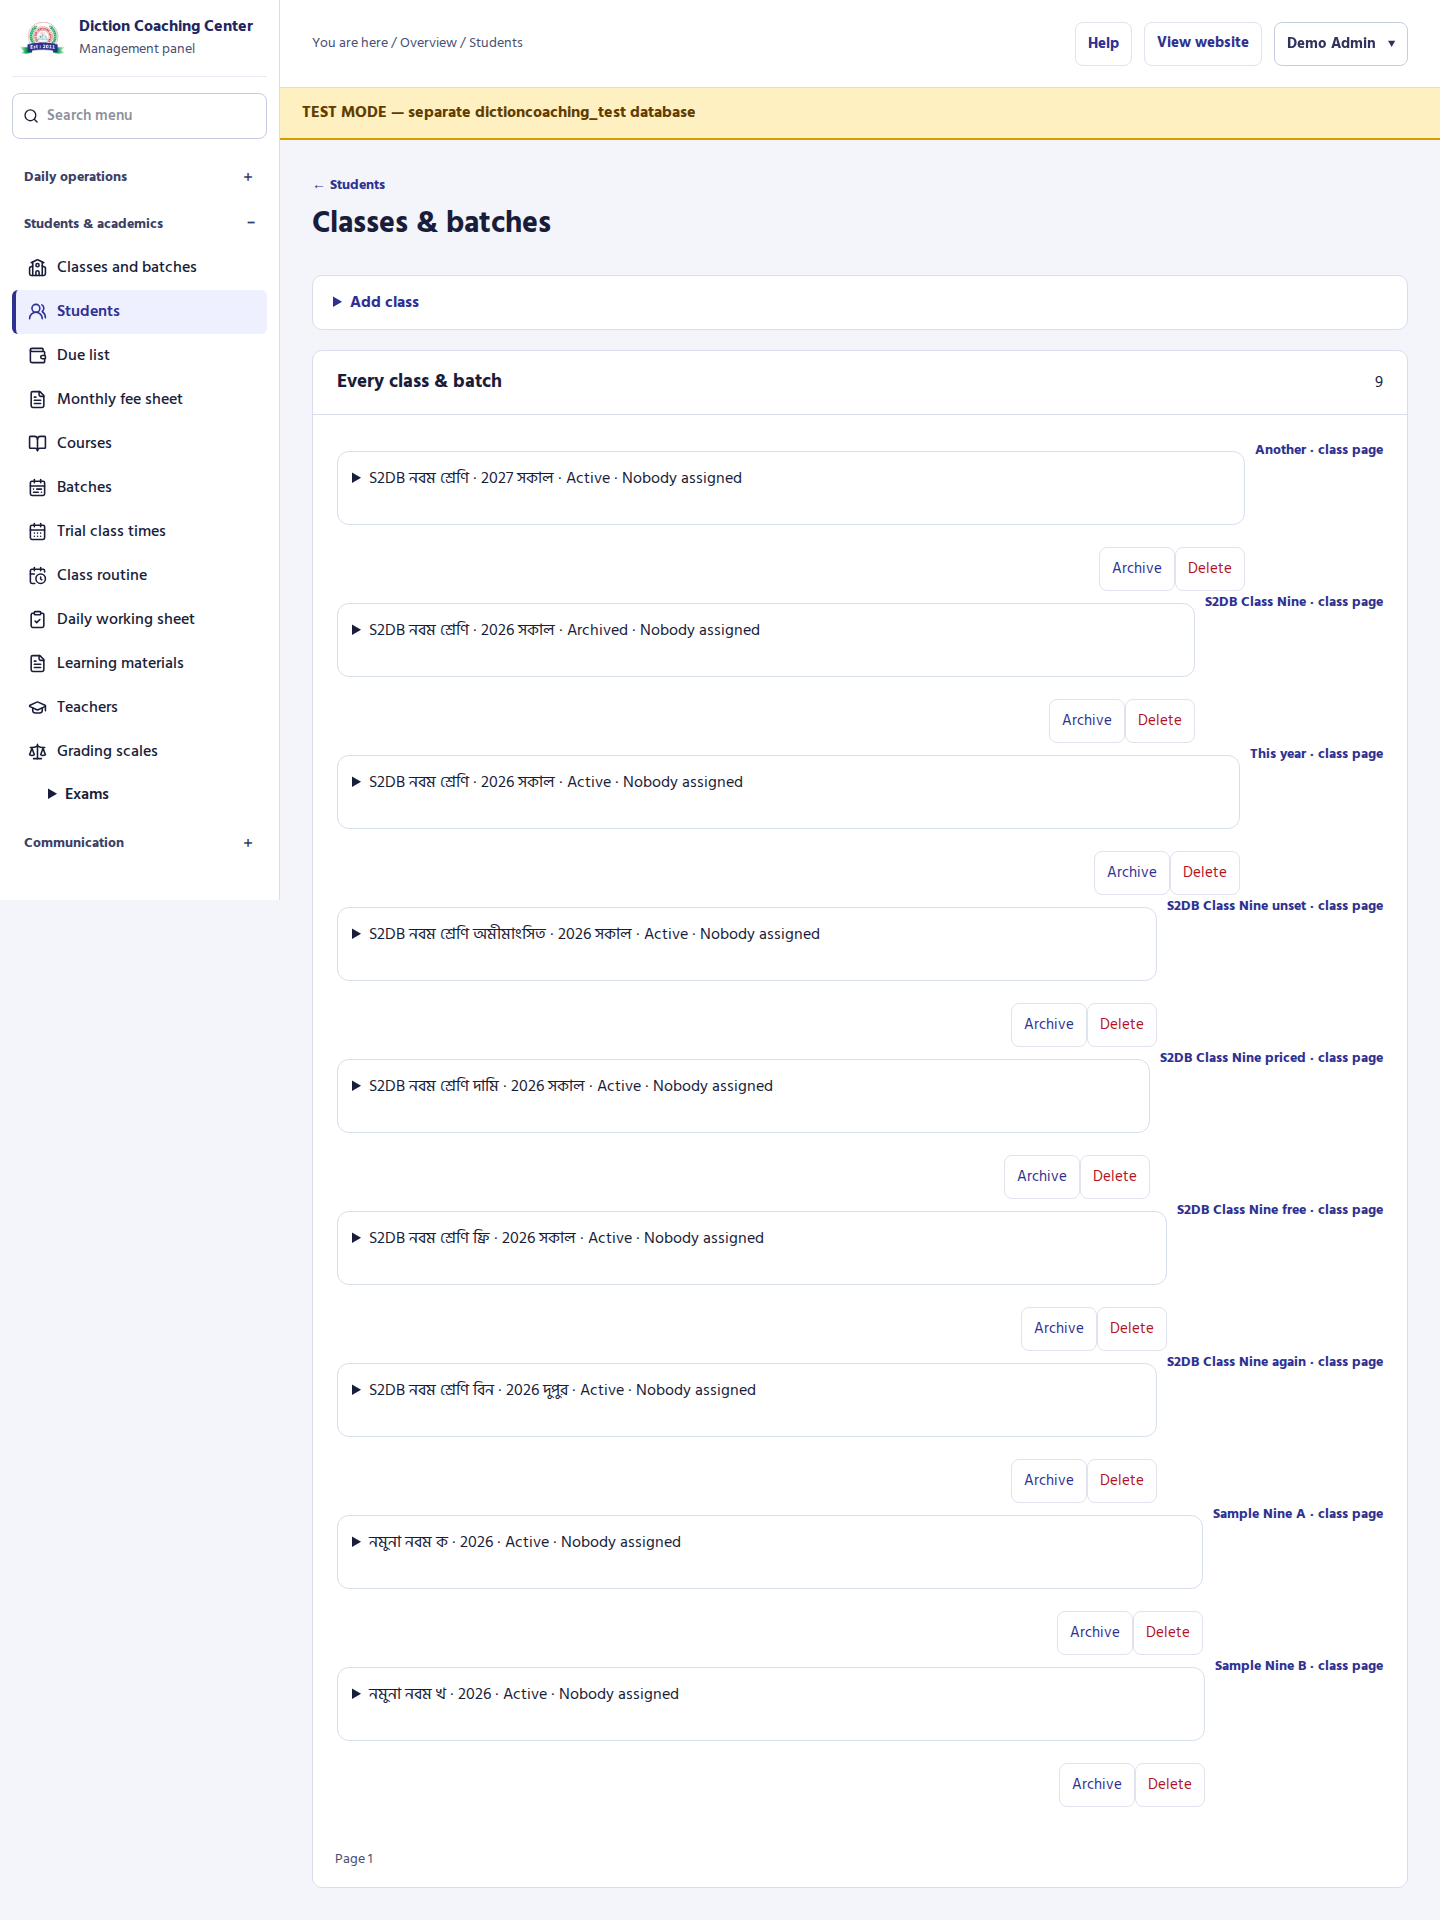 Diction Coaching Center
Management panel
Est : 2011
Search menu
Daily operations +
Students & academics −
Classes and batches
Students
Due list
Monthly fee sheet
Courses
Batches
Trial class times
Class routine
Daily working sheet
Learning materials
Teachers
Grading scales
Exams
Communication +
You are here / Overview / Students
Help
View website
Demo Admin
TEST MODE — separate dictioncoaching_test database
← Students
Classes & batches
Add class
Every class & batch 9
Another · class page
S2DB নবম শ্রেণি · 2027 সকাল · Active · Nobody assigned
Archive Delete
S2DB Class Nine · class page
S2DB নবম শ্রেণি · 2026 সকাল · Archived · Nobody assigned
Archive Delete
This year · class page
S2DB নবম শ্রেণি · 2026 সকাল · Active · Nobody assigned
Archive Delete
S2DB Class Nine unset · class page
S2DB নবম শ্রেণি অমীমাংসিত · 2026 সকাল · Active · Nobody assigned
Archive Delete
S2DB Class Nine priced · class page
S2DB নবম শ্রেণি দামি · 2026 সকাল · Active · Nobody assigned
Archive Delete
S2DB Class Nine free · class page
S2DB নবম শ্রেণি ফ্রি · 2026 সকাল · Active · Nobody assigned
Archive Delete
S2DB Class Nine again · class page
S2DB নবম শ্রেণি বিন · 2026 দুপুর · Active · Nobody assigned
Archive Delete
Sample Nine A · class page
নমুনা নবম ক · 2026 · Active · Nobody assigned
Archive Delete
Sample Nine B · class page
নমুনা নবম খ · 2026 · Active · Nobody assigned
Archive Delete
Page 1